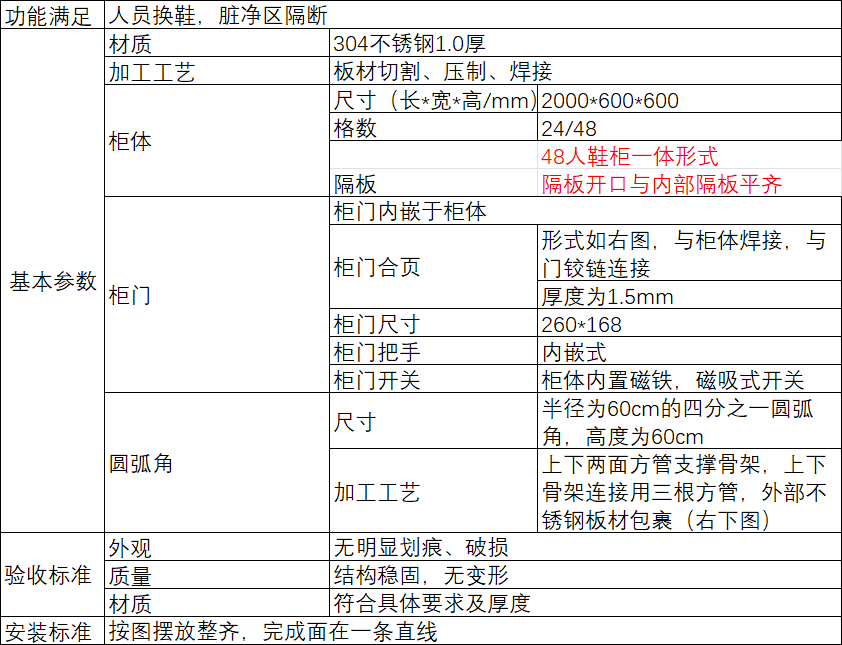 功能满足 人员换鞋，脏净区隔断
材质 304不锈钢1.0厚
加工工艺 板材切割、压制、焊接
尺寸（长*宽*高/mm） 2000*600*600
格数 24/48
柜体
48人鞋柜一体形式
隔板 隔板开口与内部隔板平齐
柜门内嵌于柜体
基本参数
柜门
柜门合页
形式如右图，与柜体焊接，与
门铰链连接
厚度为1.5mm
柜门尺寸 260*168
柜门把手 内嵌式
柜门开关 柜体内置磁铁，磁吸式开关
圆弧角
尺寸
半径为60cm的四分之一圆弧
角，高度为60cm
加工工艺
上下两面方管支撑骨架，上下
骨架连接用三根方管，外部不
锈钢板材包裹（右下图）
验收标准
外观 无明显划痕、破损
质量 结构稳固，无变形
材质 符合具体要求及厚度
安装标准 按图摆放整齐，完成面在一条直线